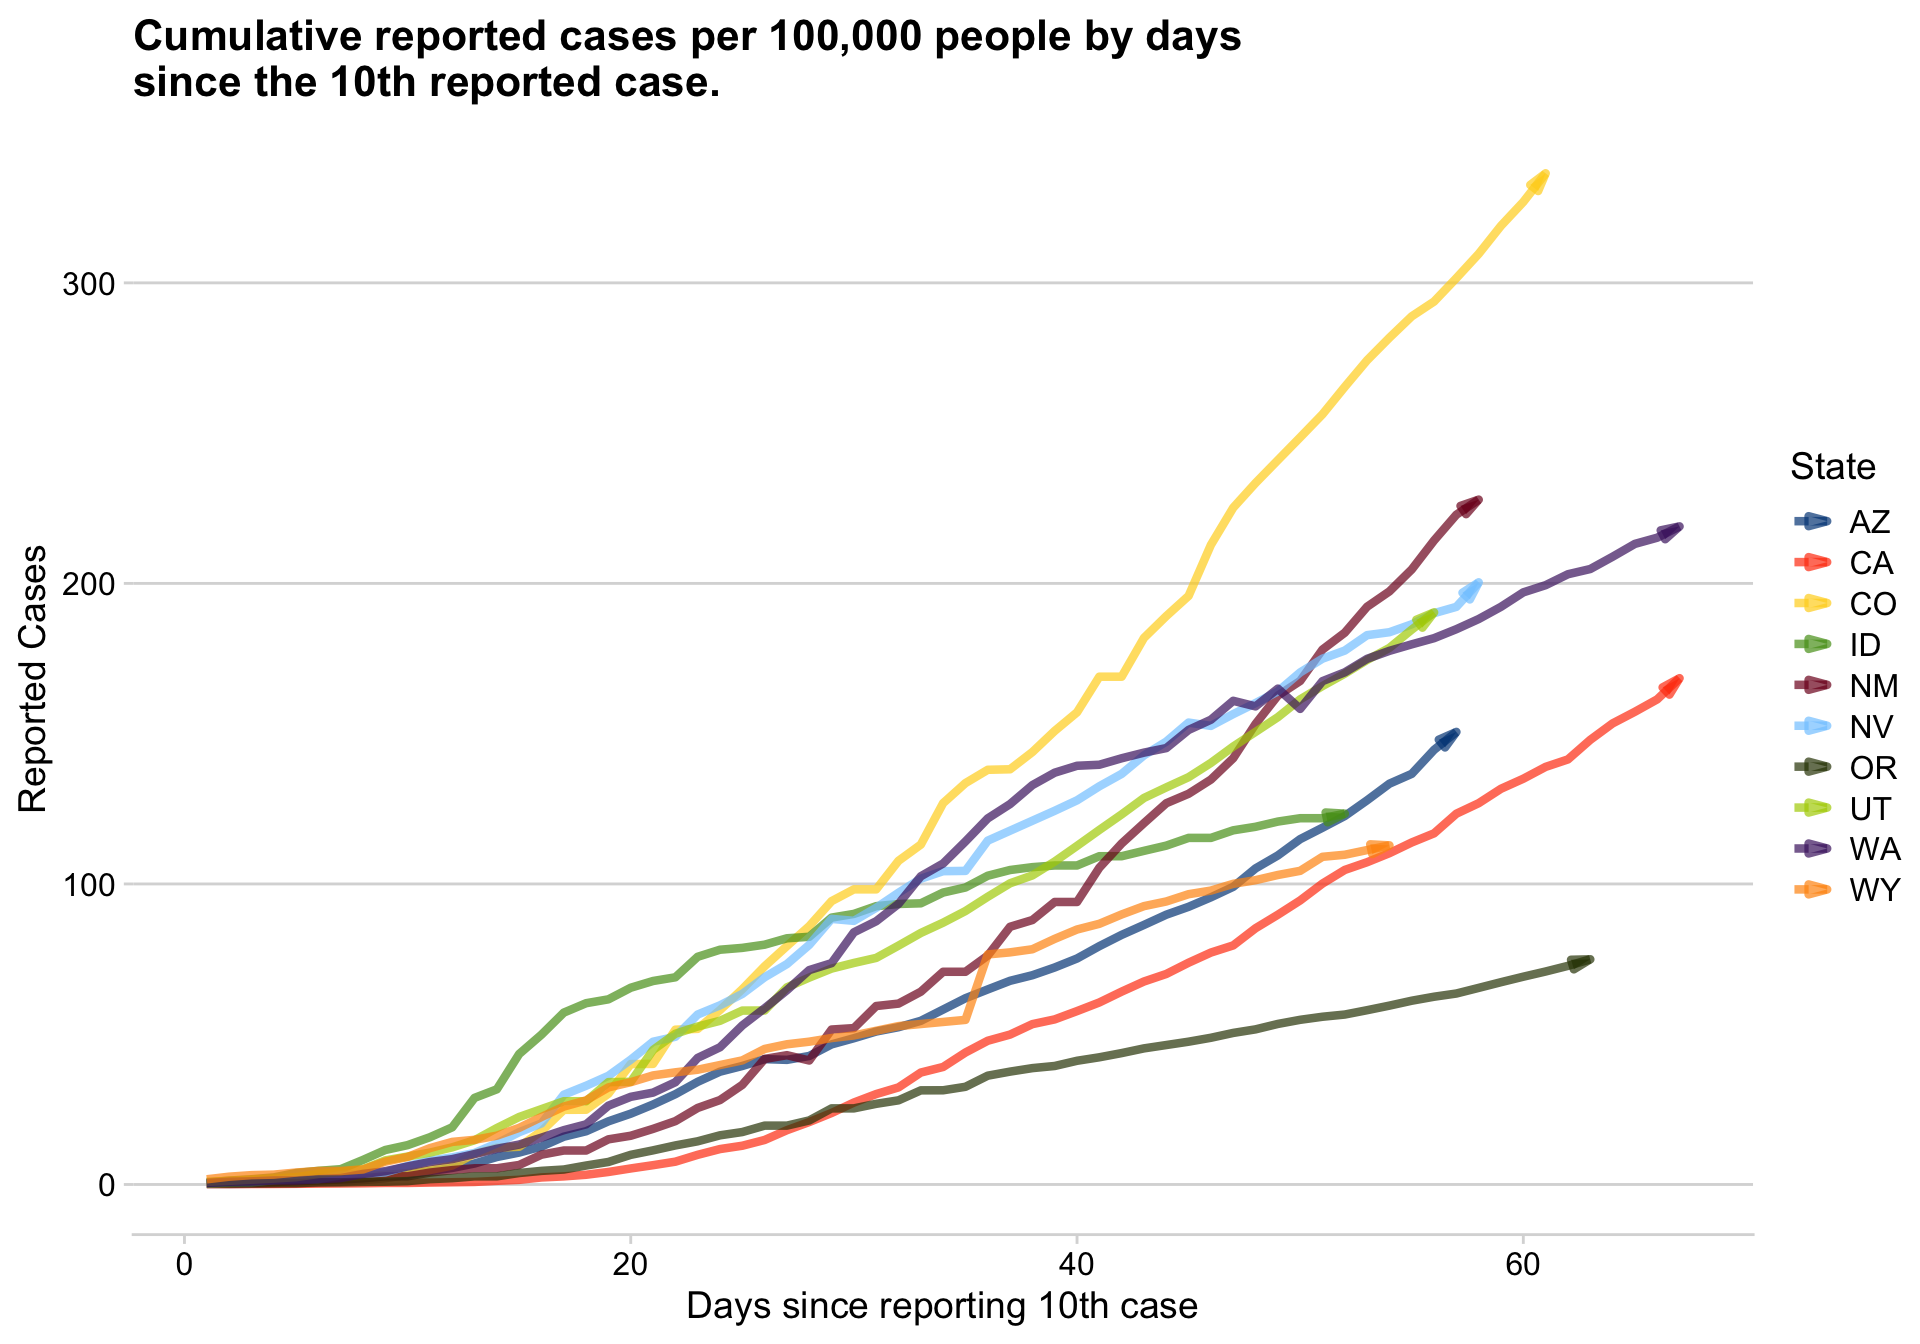 Cumulative reported cases per 100,000 people by days
since the 10th reported case.
Reported Cases
300
200
100
0
0
20
40
60
Days since reporting 10th case
State
AZ
CA
CO
ID
NM
NV
OR
UT
WA
WY